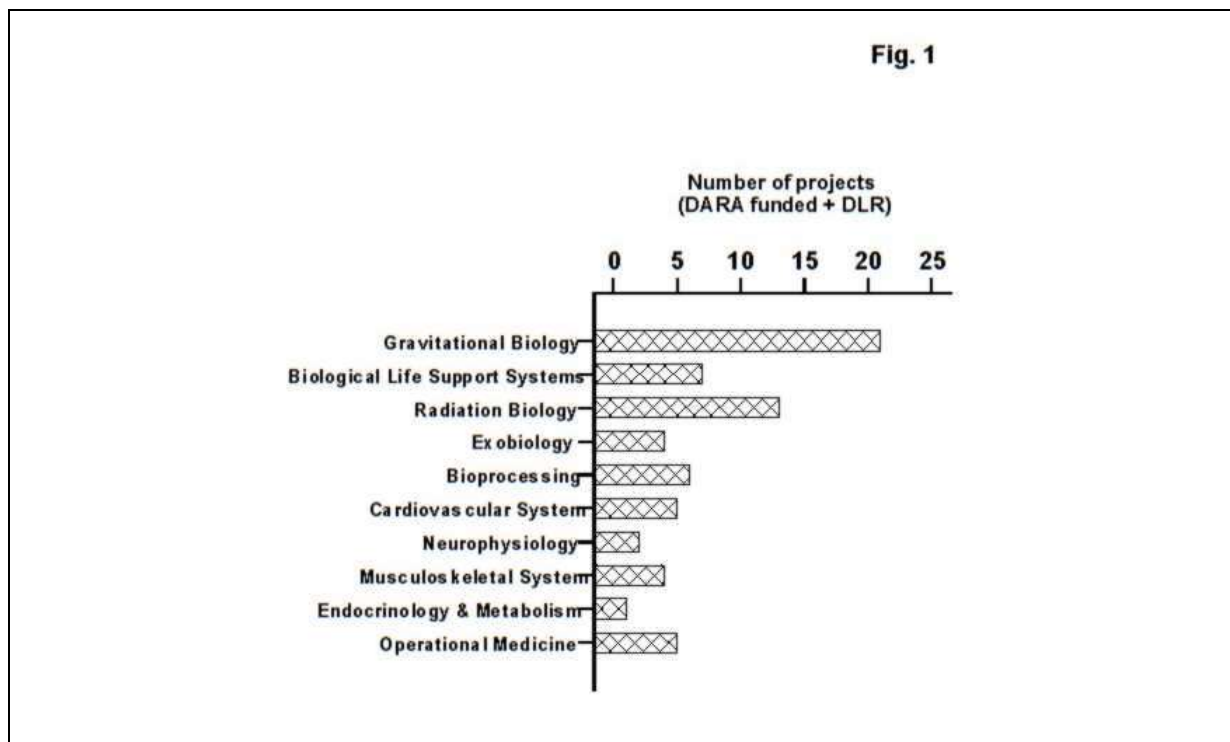 Fig. 1
Number of projects
(DARA funded + DLR)
0 5 10 15 20 25
Gravitational Biology
Biological Life Support Systems
Radiation Biology
Exobiology
Bioprocessing
Cardiovascular System
Neurophysiology
Musculoskeletal System
Endocrinology & Metabolism
Operational Medicine